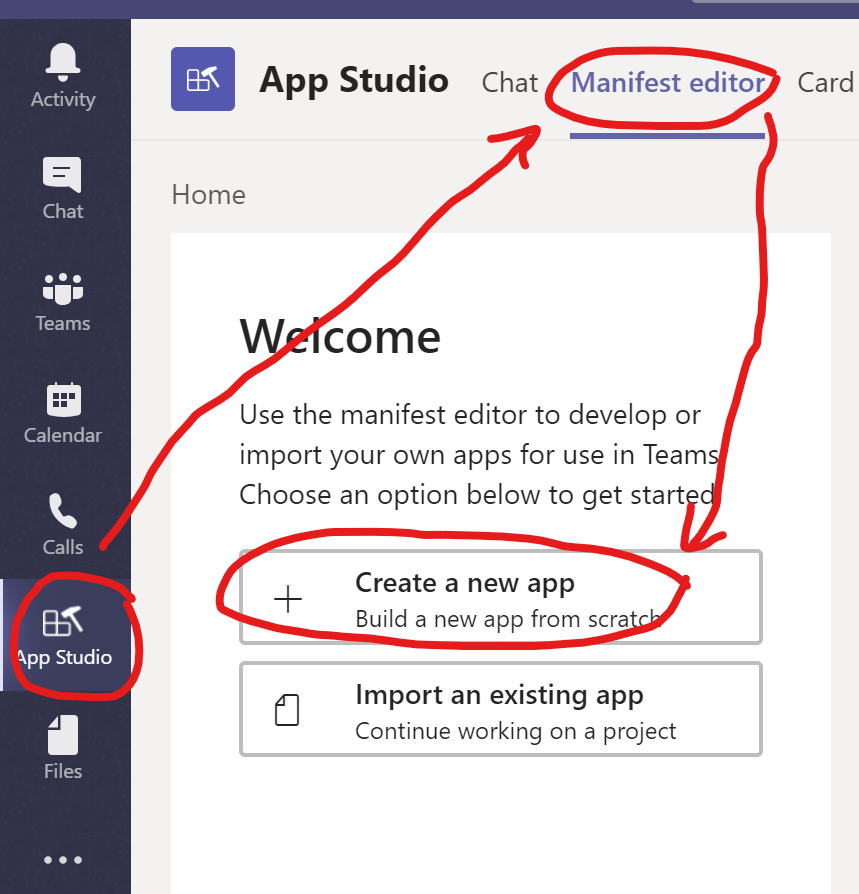 Activity
Chat
Teams
Calendar
Calls
App Studio
Files
App Studio
Chat
Manifest editor
Card
Home
Welcome
Use the manifest editor to develop or
import your own apps for use in Teams
Choose an option below to get started
Create a new app
Build a new app from scratch
Import an existing app
Continue working on a project